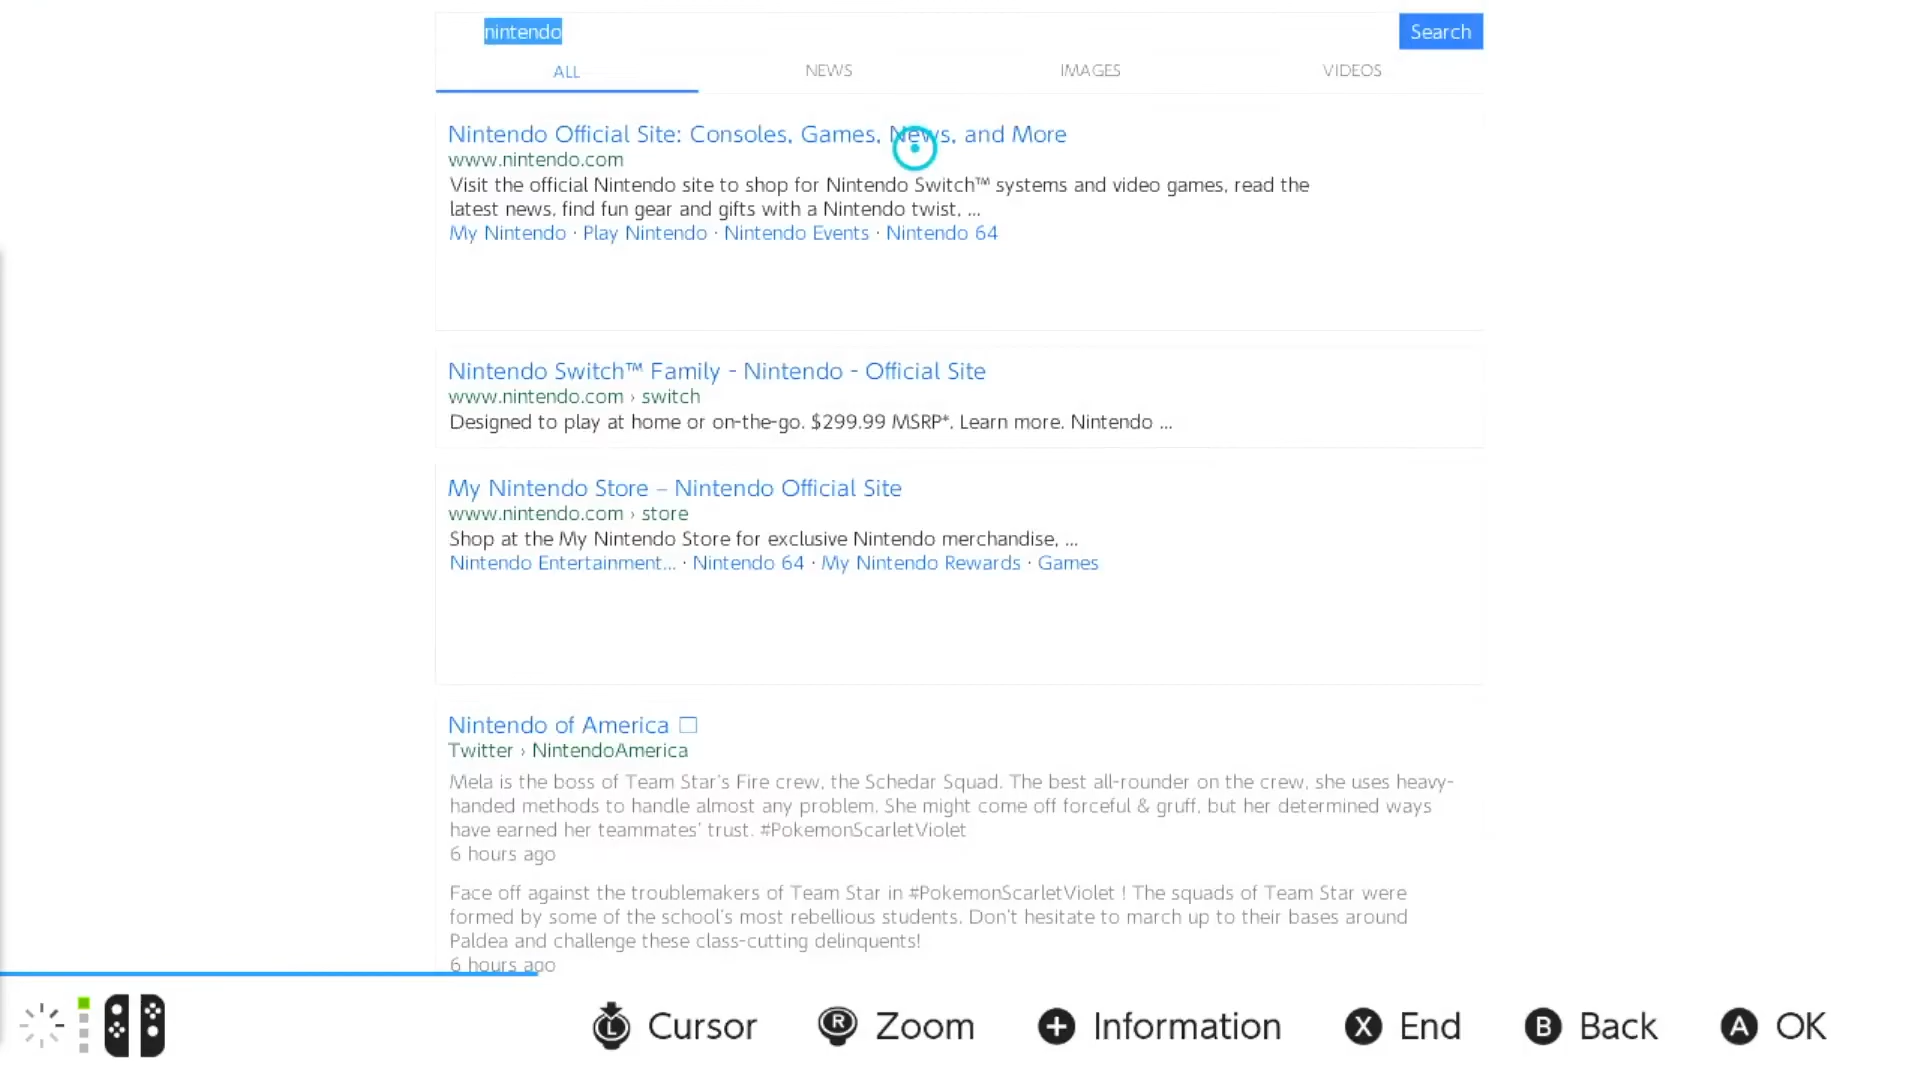 nintendo Search
ALL NEWS IMAGES VIDEOS
Nintendo Official Site: Consoles, Games, News, and More
www.nintendo.com
Visit the official Nintendo site to shop for Nintendo Switch™ systems and video games, read the
latest news, find fun gear and gifts with a Nintendo twist, ...
My Nintendo · Play Nintendo · Nintendo Events · Nintendo 64
Nintendo Switch™ Family - Nintendo - Official Site
www.nintendo.com › switch
Designed to play at home or on-the-go. $299.99 MSRP*. Learn more. Nintendo ...
My Nintendo Store – Nintendo Official Site
www.nintendo.com › store
Shop at the My Nintendo Store for exclusive Nintendo merchandise, ...
Nintendo Entertainment... · Nintendo 64 · My Nintendo Rewards · Games
Nintendo of America
Twitter › NintendoAmerica
Mela is the boss of Team Star's Fire crew, the Schedar Squad. The best all-rounder on the crew, she uses heavy-
handed methods to handle almost any problem. She might come off forceful & gruff, but her determined ways
have earned her teammates' trust. #PokemonScarletViolet
6 hours ago
Face off against the troublemakers of Team Star in #PokemonScarletViolet ! The squads of Team Star were
formed by some of the school's most rebellious students. Don't hesitate to march up to their bases around
Paldea and challenge these class-cutting delinquents!
6 hours ago
L Cursor R Zoom + Information X End B Back A OK